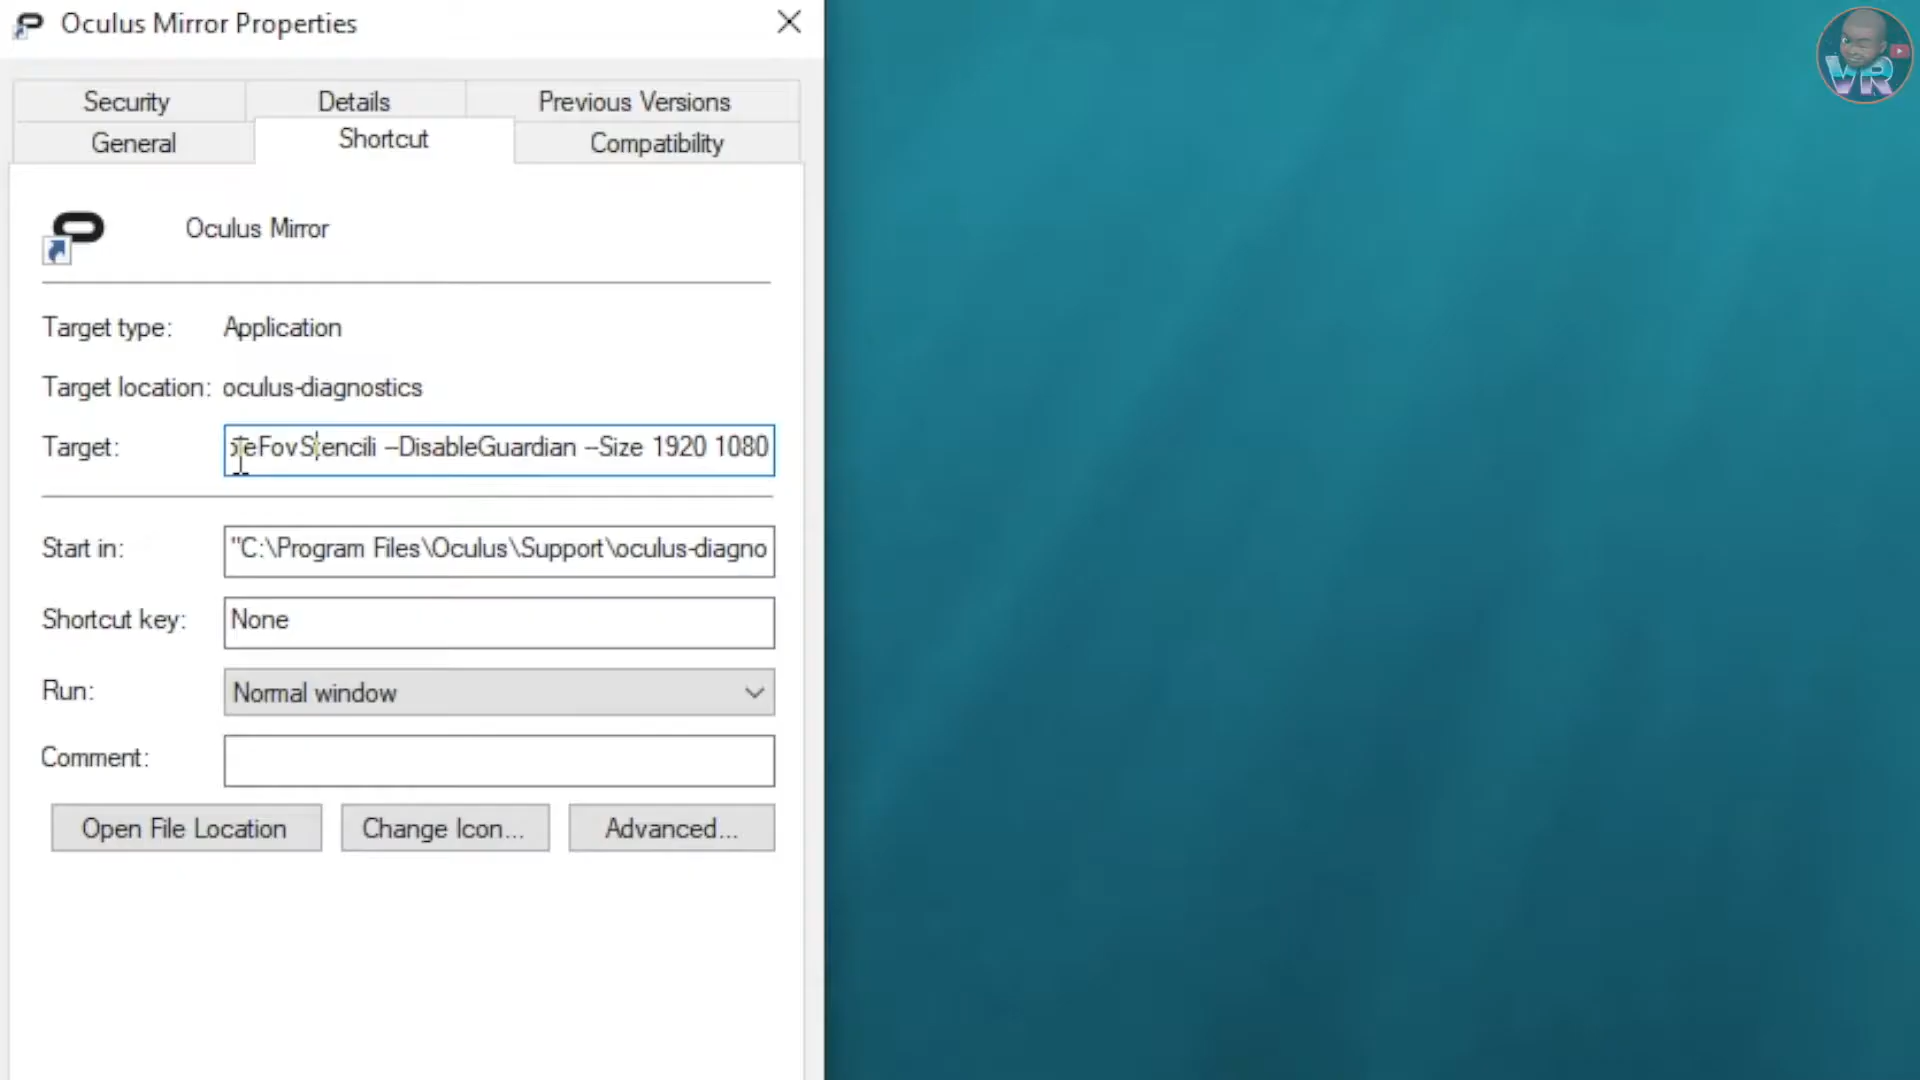 Oculus Mirror Properties
Security Details Previous Versions
General Shortcut Compatibility
Oculus Mirror
Target type: Application
Target location: oculus-diagnostics
Target: eFovStencili --DisableGuardian --Size 1920 1080
Start in: "C:\Program Files\Oculus\Support\oculus-diagno
Shortcut key: None
Run: Normal window
Comment:
Open File Location Change Icon... Advanced...
VR